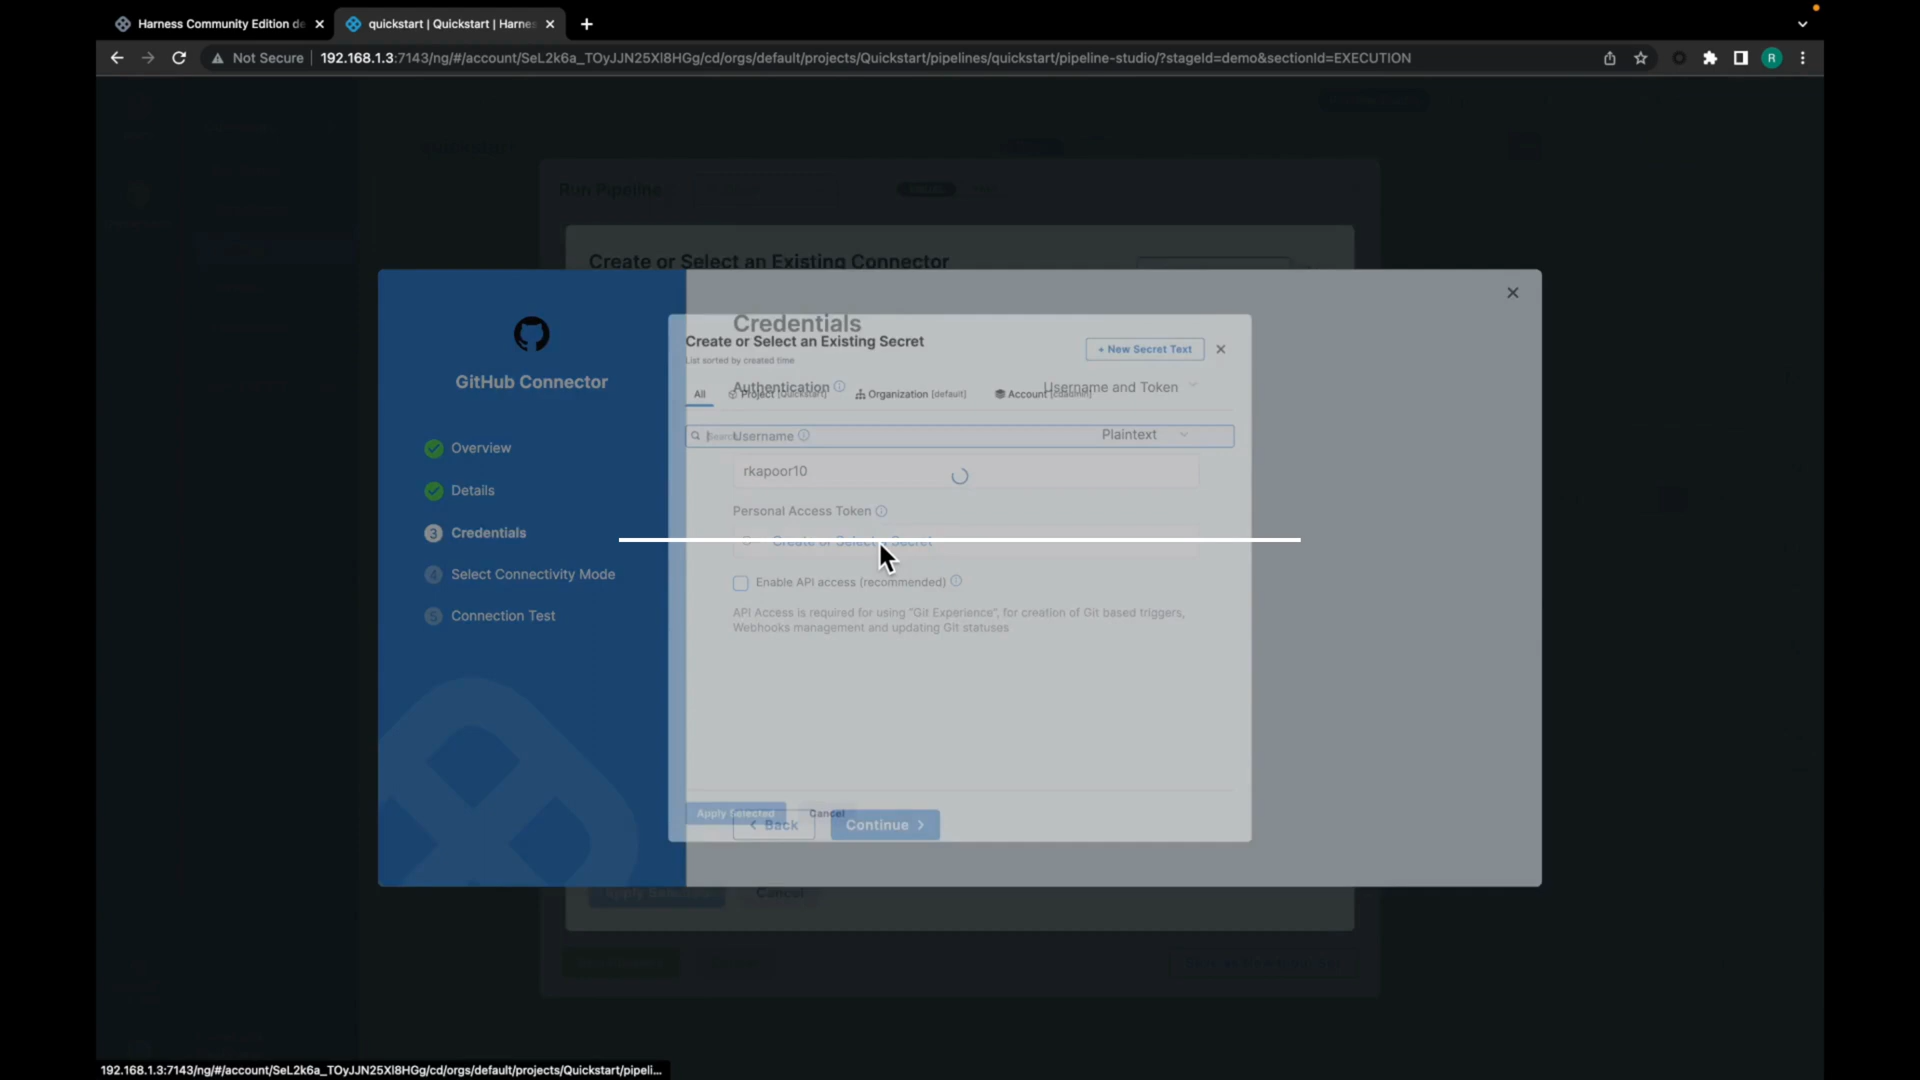 Harness Community Edition de
quickstart | Quickstart | Harnes
Not Secure
192.168.1.3:7143/ng/#/account/SeL2k6a_TOyJJN25Xl8HGg/cd/orgs/default/projects/Quickstart/pipelines/quickstart/pipeline-studio/?stageId=demo&sectionId=EXECUTION
R
Run Pipeline
Create or Select an Existing Connector
GitHub Connector
Overview
Details
3 Credentials
4 Select Connectivity Mode
5 Connection Test
Credentials
Create or Select an Existing Secret
+ New Secret Text
List sorted by created time
Authentication
Username and Token
All
Project [Quickstart]
Organization [default]
Account [cdadmin]
Search
Username
Plaintext
rkapoor10
Personal Access Token
Create or Select a Secret
Enable API access (recommended)
API Access is required for using "Git Experience", for creation of Git based triggers,
Webhooks management and updating Git statuses
Apply Selected
Cancel
Back
Continue
Apply Selected
Cancel
192.168.1.3:7143/ng/#/account/SeL2k6a_TOyJJN25Xl8HGg/cd/orgs/default/projects/Quickstart/pipeli...